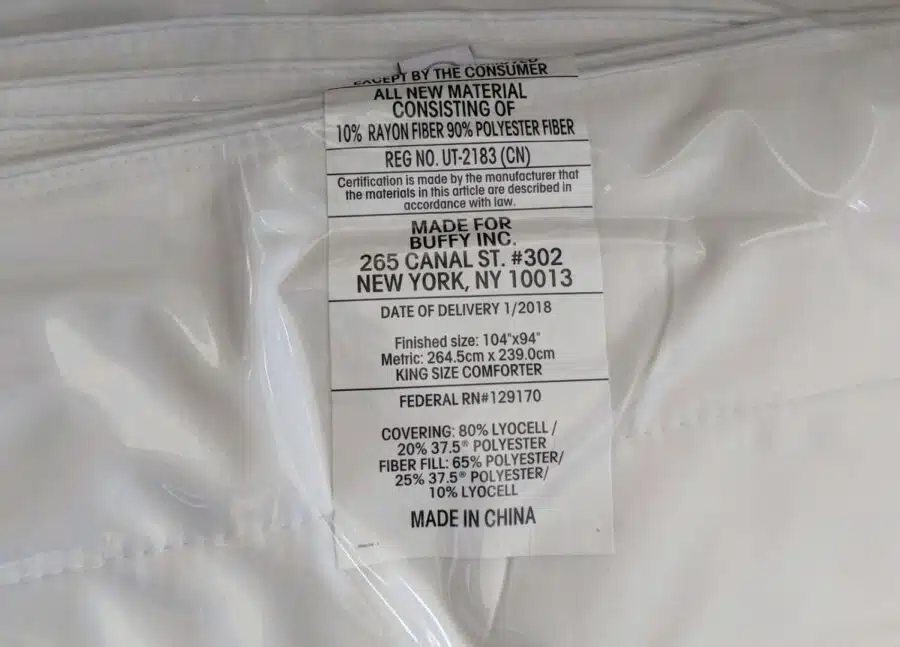 EXCEPT BY THE CONSUMER
ALL NEW MATERIAL
CONSISTING OF
10% RAYON FIBER 90% POLYESTER FIBER
REG NO. UT-2183 (CN)
Certification is made by the manufacturer that
the materials in this article are described in
accordance with law.
MADE FOR
BUFFY INC.
265 CANAL ST. #302
NEW YORK, NY 10013
DATE OF DELIVERY 1/2018
Finished size: 104"x94"
Metric: 264.5cm x 239.0cm
KING SIZE COMFORTER
FEDERAL RN#129170
COVERING: 80% LYOCELL /
20% 37.5® POLYESTER
FIBER FILL: 65% POLYESTER/
25% 37.5® POLYESTER/
10% LYOCELL
MADE IN CHINA